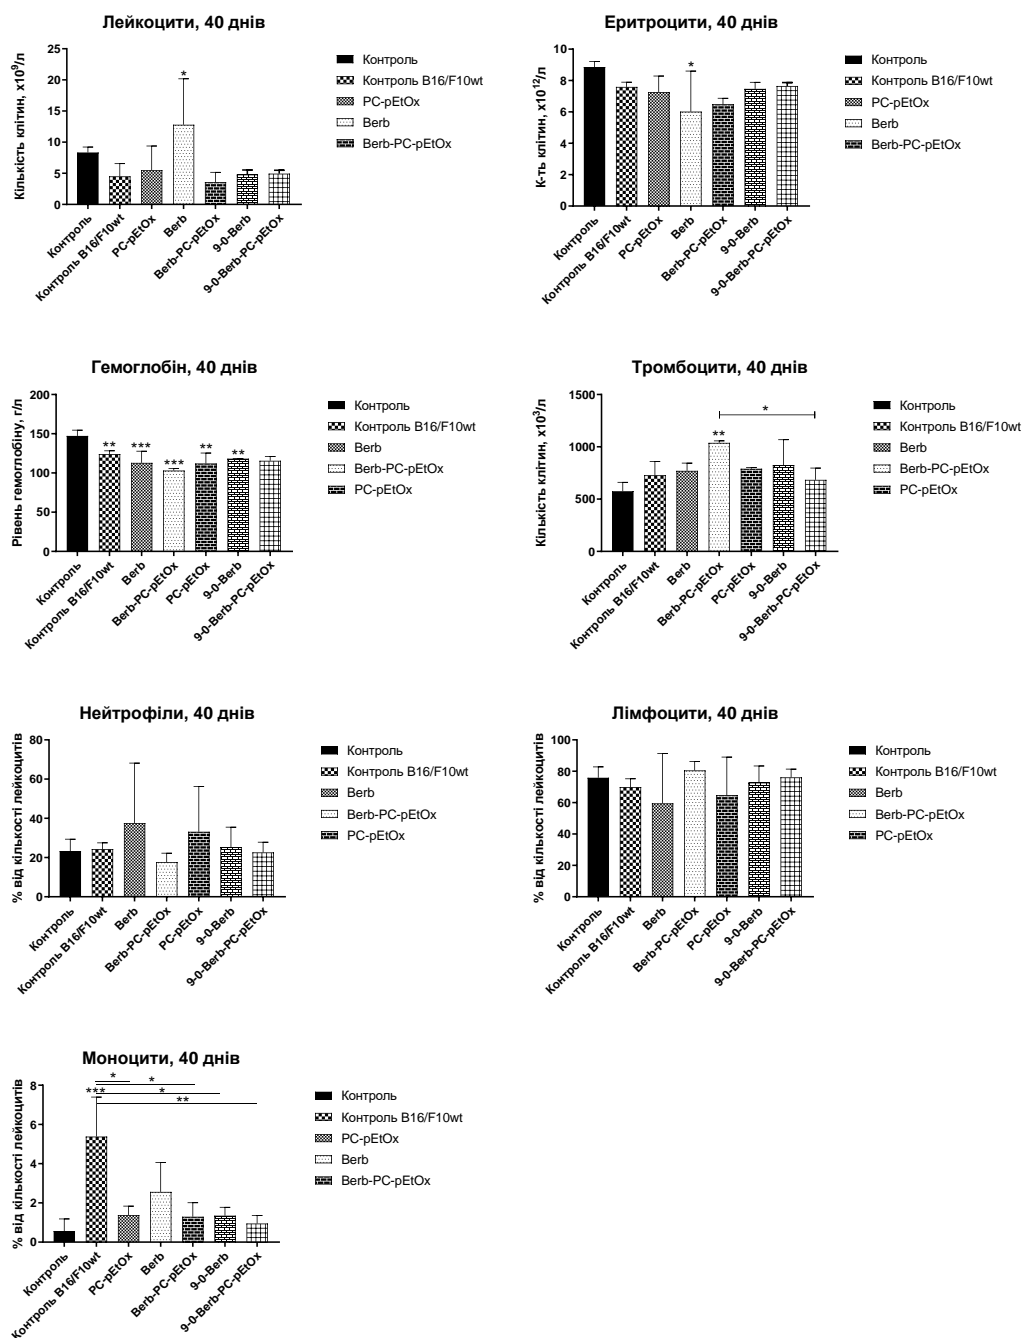 Лейкоцити, 40 днів
Кількість клітин, x10⁹/л
25
20
15
10
5
0
*
Контроль
Контроль B16/F10wt
PC-pEtOx
Berb
Berb-PC-pEtOx
9-0-Berb
9-0-Berb-PC-pEtOx
Контроль
Контроль B16/F10wt
PC-pEtOx
Berb
Berb-PC-pEtOx
Еритроцити, 40 днів
К-ть клітин, x10¹²/л
10
8
6
4
2
0
*
Контроль
Контроль B16/F10wt
PC-pEtOx
Berb
Berb-PC-pEtOx
9-0-Berb
9-0-Berb-PC-pEtOx
Контроль
Контроль B16/F10wt
PC-pEtOx
Berb
Berb-PC-pEtOx
Гемоглобін, 40 днів
Рівень гемоглобіну, г/л
200
150
100
50
0
** *** *** ** **
Контроль
Контроль B16/F10wt
Berb
Berb-PC-pEtOx
PC-pEtOx
9-0-Berb
9-0-Berb-PC-pEtOx
Контроль
Контроль B16/F10wt
Berb
Berb-PC-pEtOx
PC-pEtOx
Тромбоцити, 40 днів
Кількість клітин, x10³/л
1500
1000
500
0
*
**
Контроль
Контроль B16/F10wt
Berb
Berb-PC-pEtOx
PC-pEtOx
9-0-Berb
9-0-Berb-PC-pEtOx
Контроль
Контроль B16/F10wt
Berb
Berb-PC-pEtOx
PC-pEtOx
Нейтрофіли, 40 днів
% від кількості лейкоцитів
80
60
40
20
0
Контроль
Контроль B16/F10wt
Berb
Berb-PC-pEtOx
PC-pEtOx
9-0-Berb
9-0-Berb-PC-pEtOx
Контроль
Контроль B16/F10wt
Berb
Berb-PC-pEtOx
PC-pEtOx
Лімфоцити, 40 днів
% від кількості лейкоцитів
100
80
60
40
20
0
Контроль
Контроль B16/F10wt
Berb
Berb-PC-pEtOx
PC-pEtOx
9-0-Berb
9-0-Berb-PC-pEtOx
Контроль
Контроль B16/F10wt
Berb
Berb-PC-pEtOx
PC-pEtOx
Моноцити, 40 днів
% від кількості лейкоцитів
8
6
4
2
0
* *
*** *
**
Контроль
Контроль B16/F10wt
PC-pEtOx
Berb
Berb-PC-pEtOx
9-0-Berb
9-0-Berb-PC-pEtOx
Контроль
Контроль B16/F10wt
PC-pEtOx
Berb
Berb-PC-pEtOx